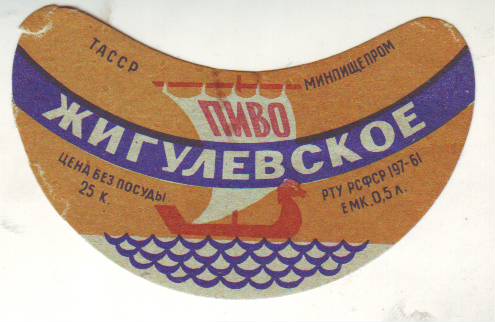 ТАССР
МИНПИЩЕПРОМ
ПИВО
ЖИГУЛЕВСКОЕ
ЦЕНА БЕЗ ПОСУДЫ
25 К.
РТУ РСФСР 197-61
ЕМК. 0,5 Л.